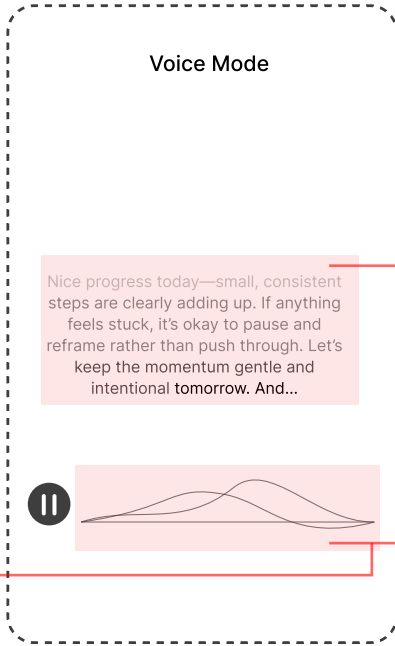 Voice Mode
Nice progress today—small, consistent
steps are clearly adding up. If anything
feels stuck, it’s okay to pause and
reframe rather than push through. Let’s
keep the momentum gentle and
intentional tomorrow. And...